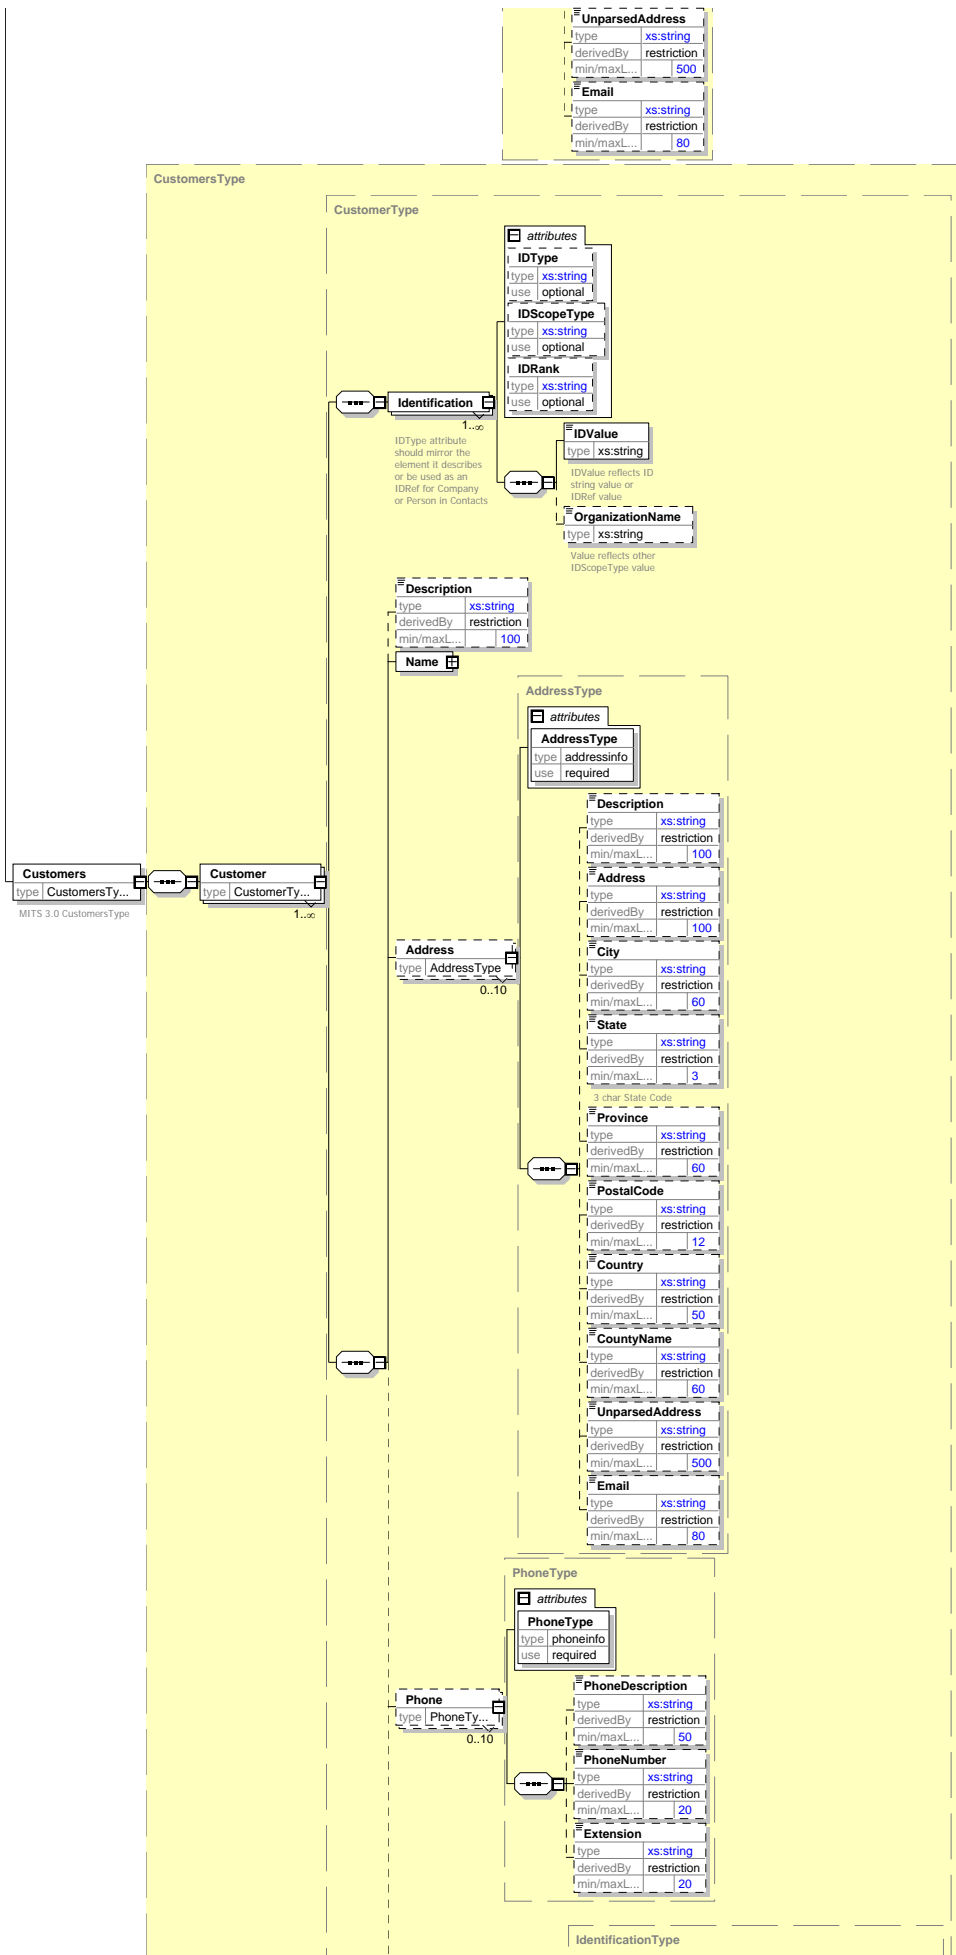 UnparsedAddress
type xs:string
derivedBy restriction
min/maxL... 500
Email
type xs:string
derivedBy restriction
min/maxL... 80
CustomersType
CustomerType
attributes
IDType
type xs:string
use optional
IDScopeType
type xs:string
use optional
IDRank
type xs:string
use optional
Identification
1..∞
IDType attribute
should mirror the
element it describes
or be used as an
IDRef for Company
or Person in Contacts
IDValue
type xs:string
IDValue reflects ID
string value or
IDRef value
OrganizationName
type xs:string
Value reflects other
IDScopeType value
Description
type xs:string
derivedBy restriction
min/maxL... 100
Name
AddressType
attributes
AddressType
type addressinfo
use required
Description
type xs:string
derivedBy restriction
min/maxL... 100
Customers
type CustomersTy...
MITS 3.0 CustomersType
Customer
type CustomerTy...
1..∞
Address
type xs:string
derivedBy restriction
min/maxL... 100
Address
type AddressType
0..10
City
type xs:string
derivedBy restriction
min/maxL... 60
State
type xs:string
derivedBy restriction
min/maxL... 3
3 char State Code
Province
type xs:string
derivedBy restriction
min/maxL... 60
PostalCode
type xs:string
derivedBy restriction
min/maxL... 12
Country
type xs:string
derivedBy restriction
min/maxL... 50
CountyName
type xs:string
derivedBy restriction
min/maxL... 60
UnparsedAddress
type xs:string
derivedBy restriction
min/maxL... 500
Email
type xs:string
derivedBy restriction
min/maxL... 80
PhoneType
attributes
PhoneType
type phoneinfo
use required
Phone
type PhoneTy...
0..10
PhoneDescription
type xs:string
derivedBy restriction
min/maxL... 50
PhoneNumber
type xs:string
derivedBy restriction
min/maxL... 20
Extension
type xs:string
derivedBy restriction
min/maxL... 20
IdentificationType